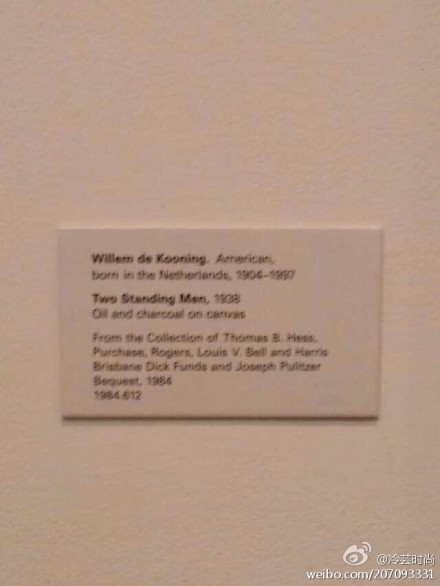 Willem de Kooning. American,
born in the Netherlands, 1904–1997
Two Standing Men, 1938
Oil and charcoal on canvas
From the Collection of Thomas B. Hess,
Purchase, Rogers, Louis V. Bell and Harris
Brisbane Dick Funds and Joseph Pulitzer
Bequest, 1984
1984.612
@冷芸时尚
weibo.com/207093331